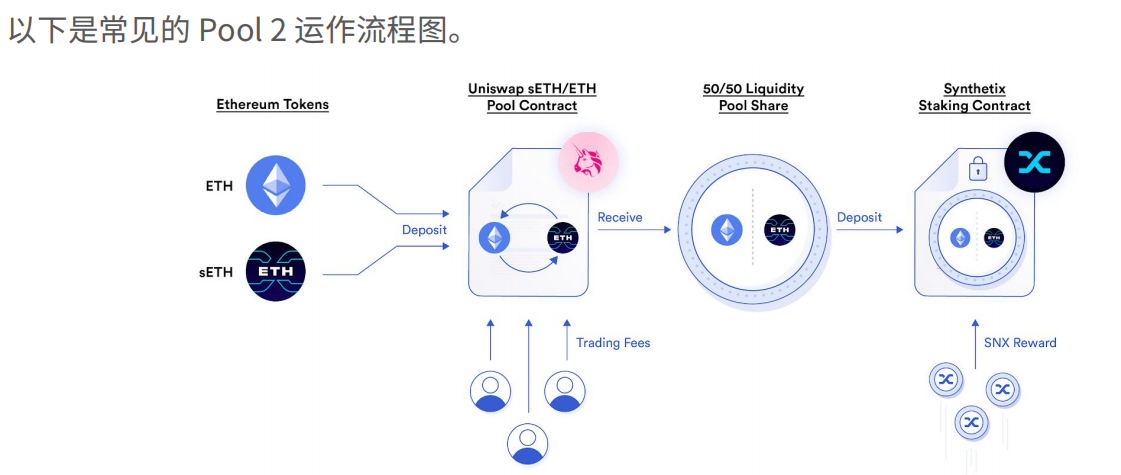 以下是常见的 Pool 2 运作流程图。
Ethereum Tokens
Uniswap sETH/ETH
Pool Contract
50/50 Liquidity
Pool Share
Synthetix
Staking Contract
ETH
sETH
ETH
Deposit
ETH
Receive
ETH
Deposit
ETH
Trading Fees
SNX Reward